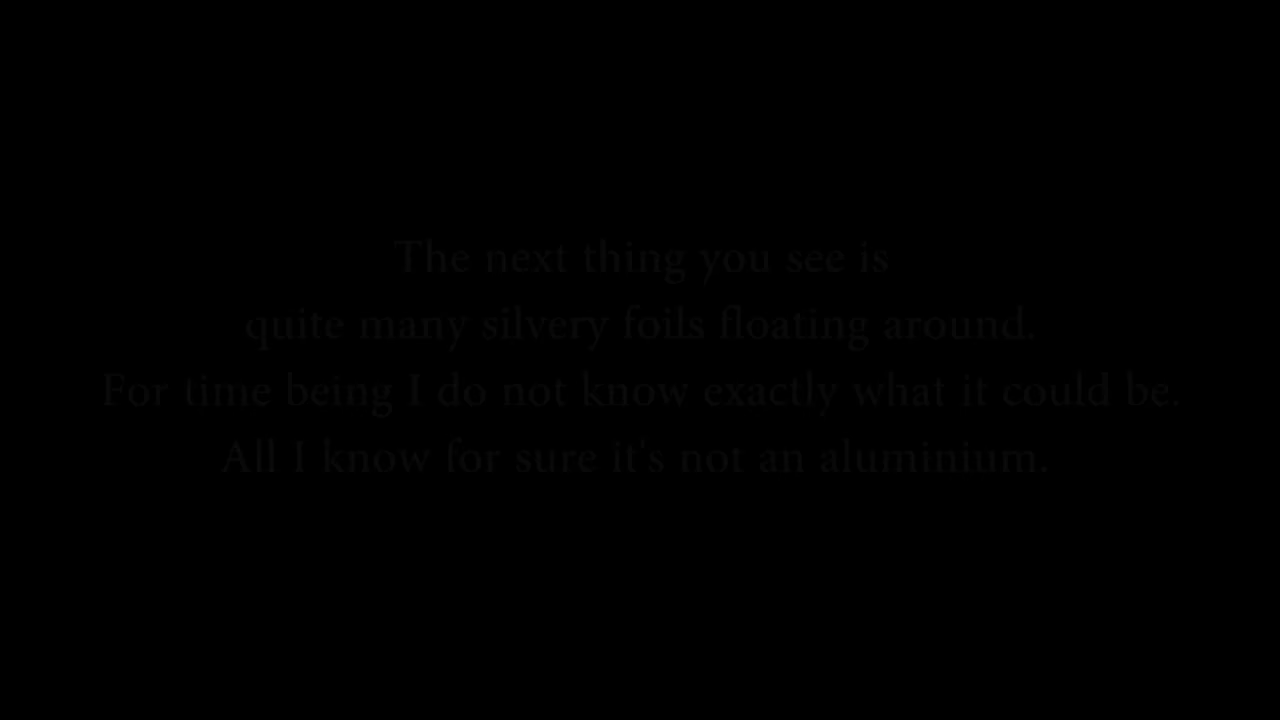 The next thing you see is
quite many silvery foils floating around.
For time being I do not know exactly what it could be.
All I know for sure it's not an aluminium.